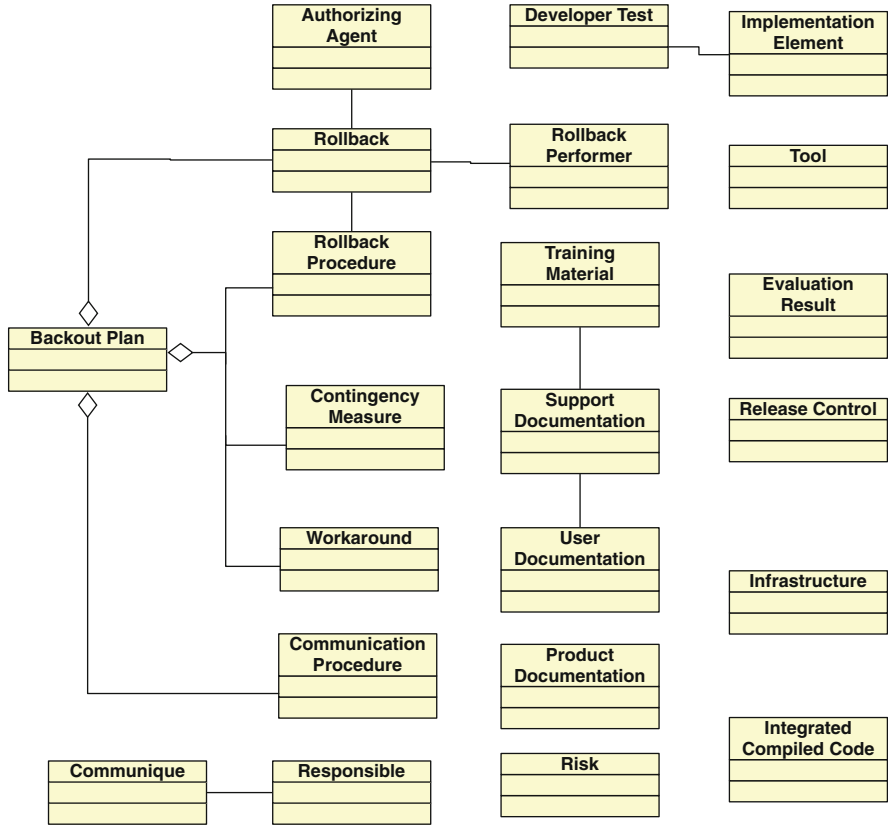 Authorizing
Agent
Developer Test
Implementation
Element
Rollback
Rollback
Performer
Tool
Rollback
Procedure
Training
Material
Evaluation
Result
Backout Plan
Contingency
Measure
Support
Documentation
Release Control
Workaround
User
Documentation
Infrastructure
Communication
Procedure
Product
Documentation
Integrated
Compiled Code
Communique
Responsible
Risk